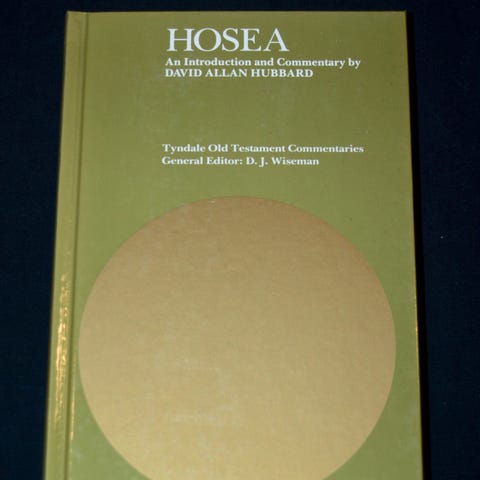 HOSEA
An Introduction and Commentary by
DAVID ALLAN HUBBARD
Tyndale Old Testament Commentaries
General Editor: D. J. Wiseman